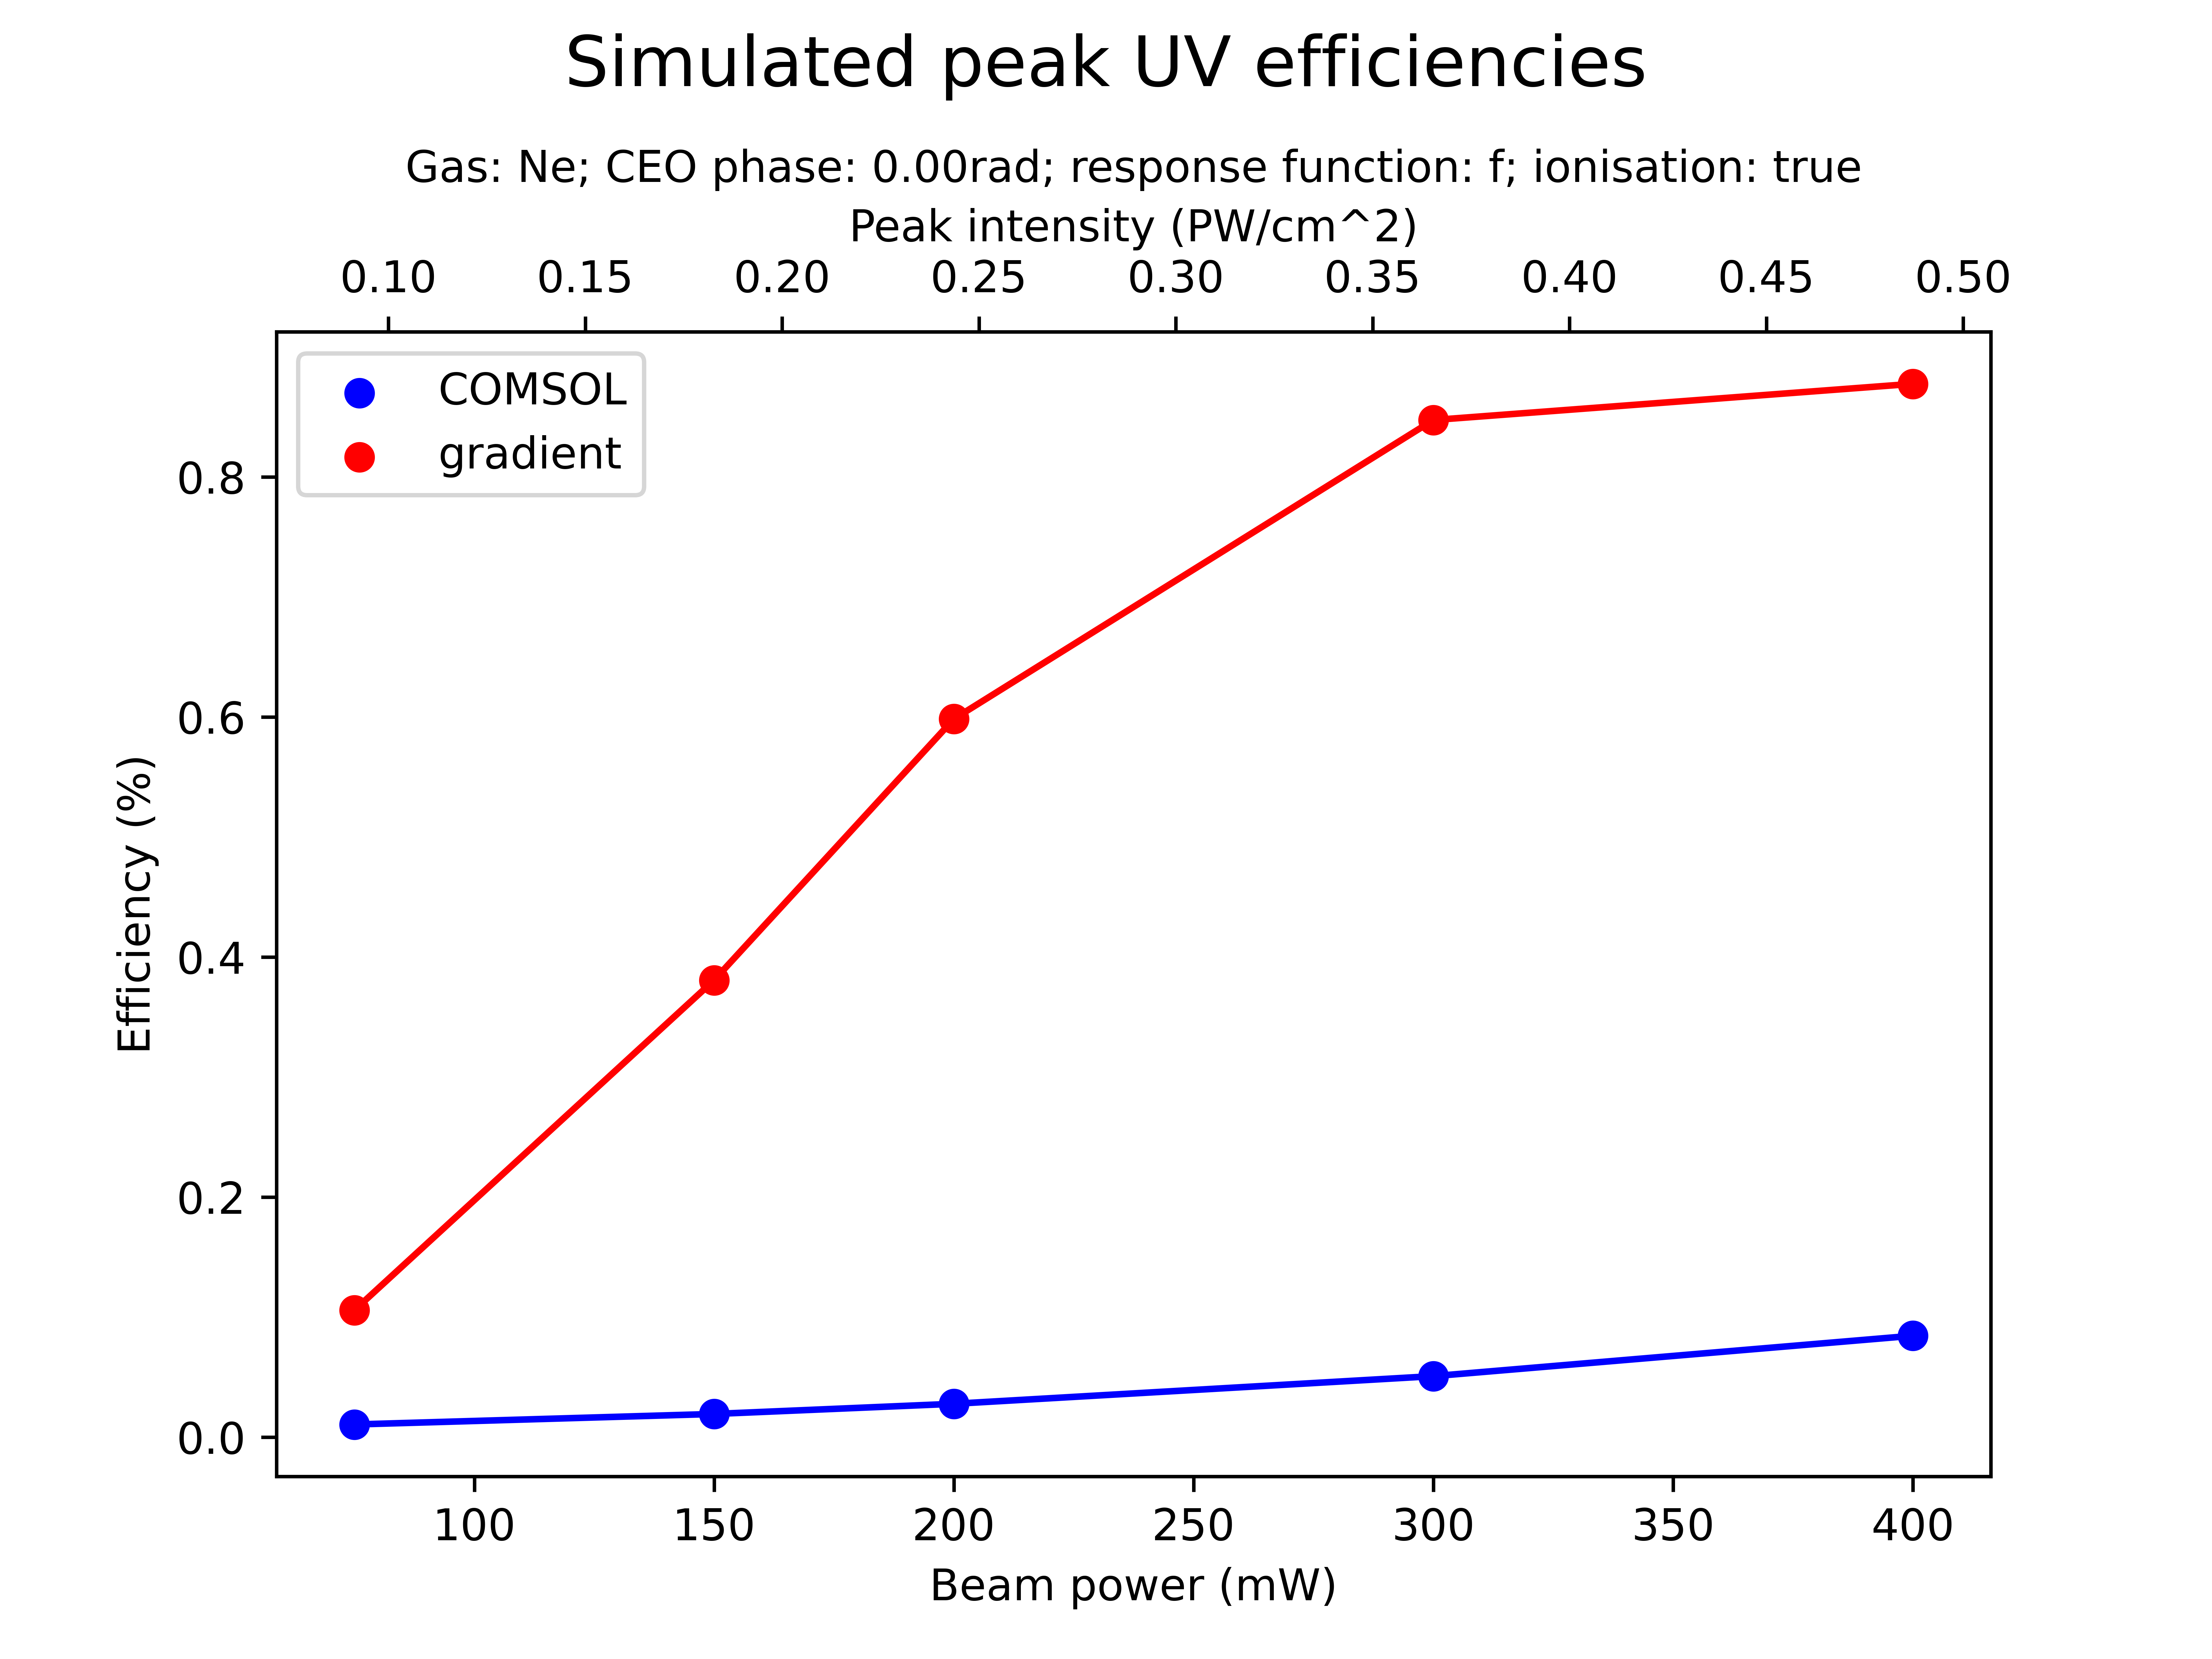 Simulated peak UV efficiencies
Gas: Ne; CEO phase: 0.00rad; response function: f; ionisation: true
Peak intensity (PW/cm^2)
0.10 0.15 0.20 0.25 0.30 0.35 0.40 0.45 0.50
COMSOL
gradient
0.8
0.6
0.4
0.2
0.0
Efficiency (%)
100 150 200 250 300 350 400
Beam power (mW)